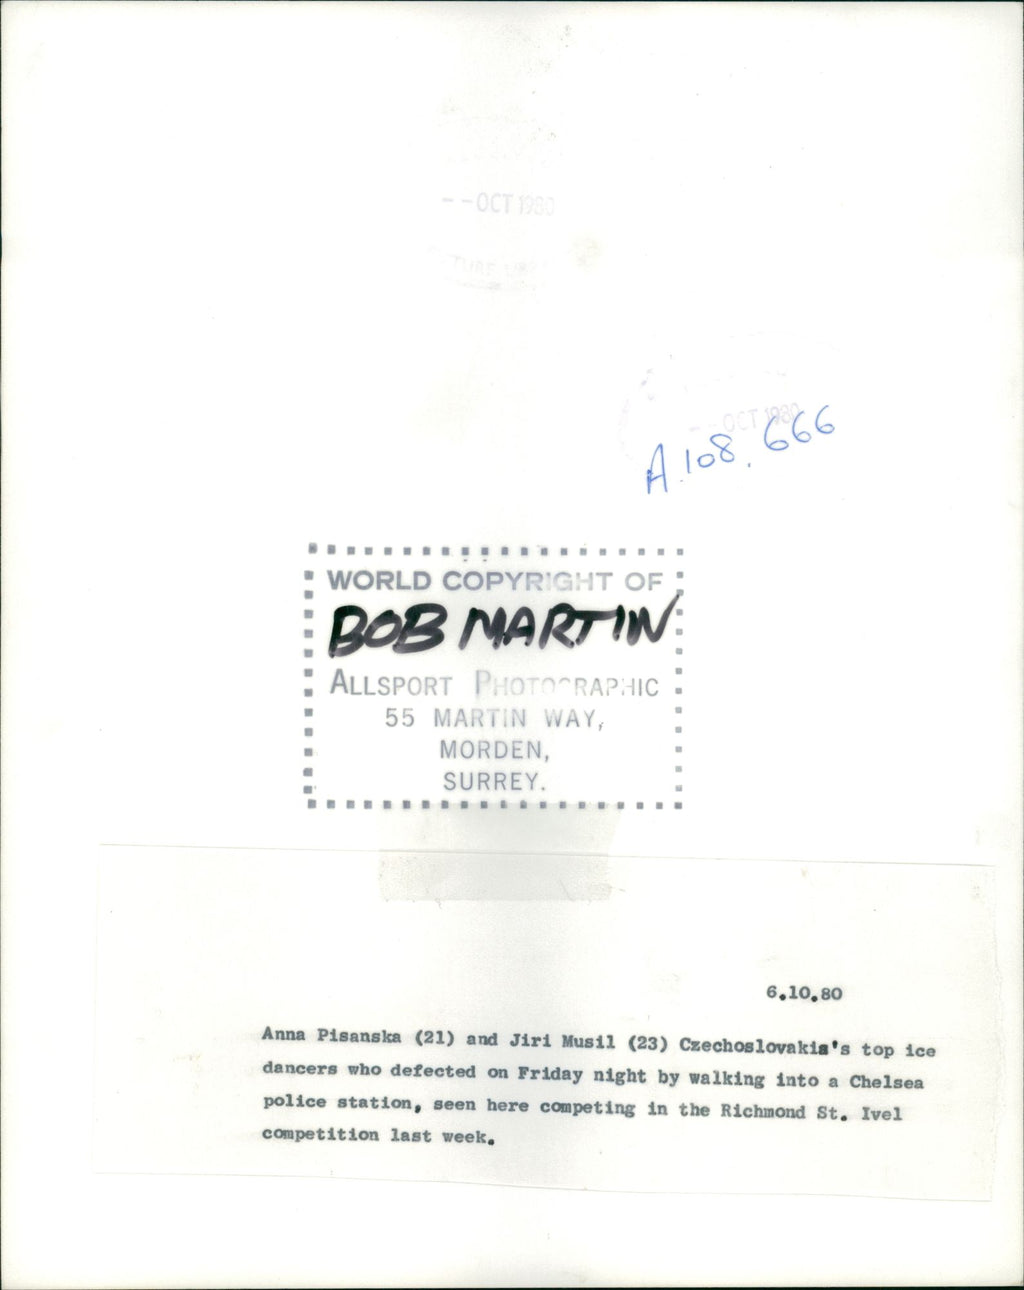 --OCT 1980
--OCT 1980
A.108.666
WORLD COPYRIGHT OF
BOB MARTIN
ALLSPORT PHOTOGRAPHIC
55 MARTIN WAY,
MORDEN,
SURREY.
6.10.80
Anna Pisanska (21) and Jiri Musil (23) Czechoslovakia's top ice
dancers who defected on Friday night by walking into a Chelsea
police station, seen here competing in the Richmond St. Ivel
competition last week.